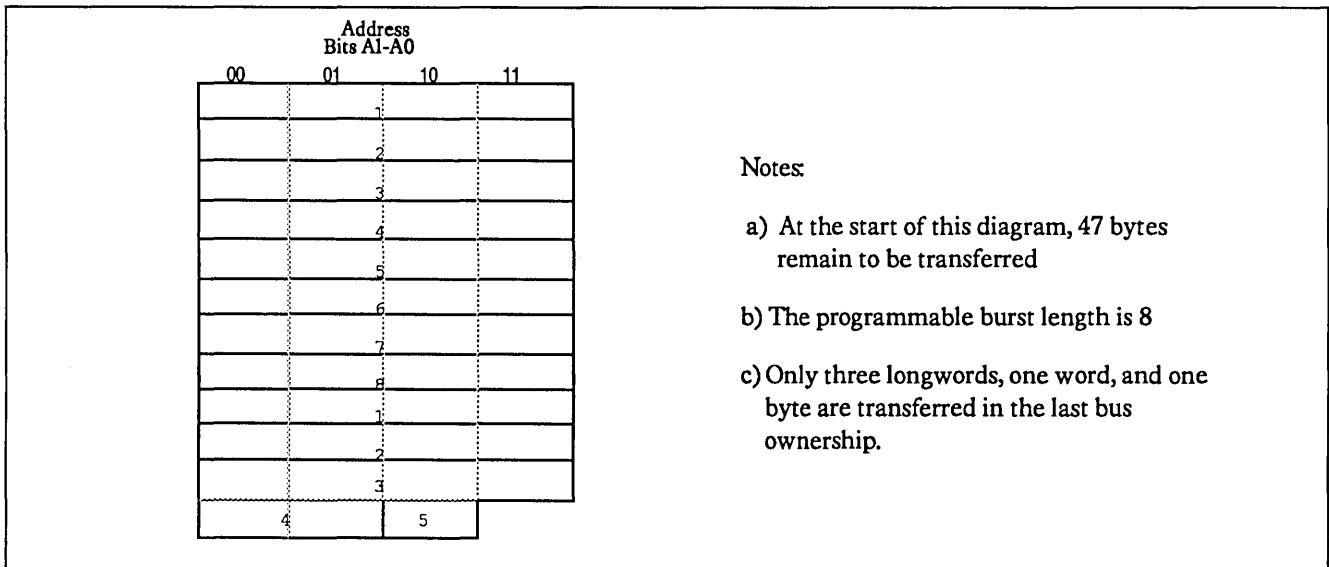 Address
Bits A1-A0
00 01 10 11
1
2
3
4
5
6
7
8
1
2
3
4 5
Notes:
a) At the start of this diagram, 47 bytes
remain to be transferred
b) The programmable burst length is 8
c) Only three longwords, one word, and one
byte are transferred in the last bus
ownership.